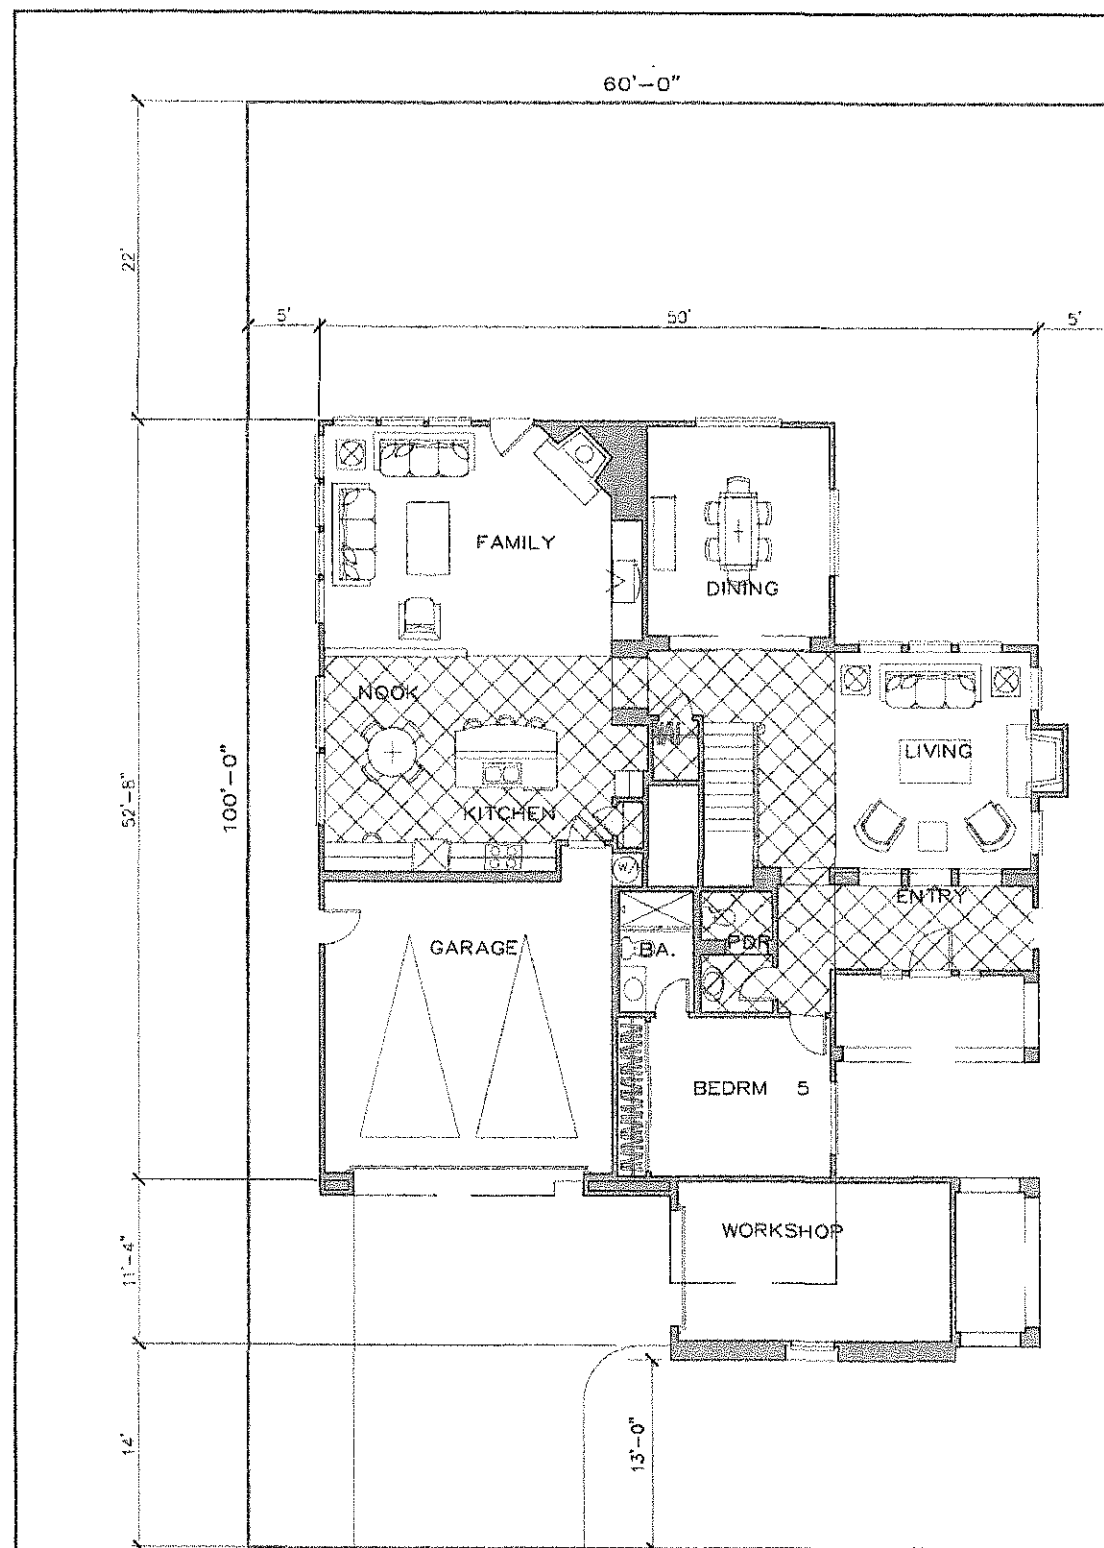 60'-0"
22'
5'
50'
5'
FAMILY
DINING
NOOK
LIVING
52'-8"
100'-0"
KITCHEN
W/
ENTRY
GARAGE
BA.
PDR
BEDRM 5
WORKSHOP
11'-4"
14'
13'-0"